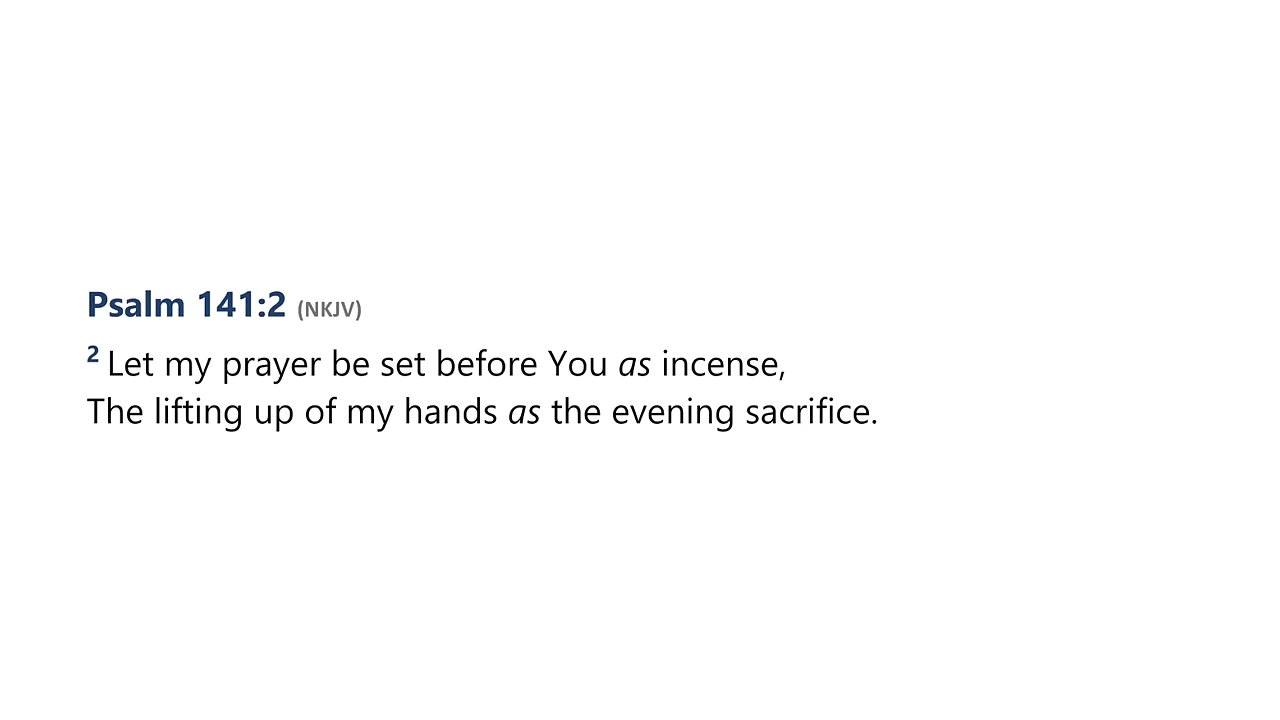 Psalm 141:2 (NKJV)
2 Let my prayer be set before You as incense,
The lifting up of my hands as the evening sacrifice.